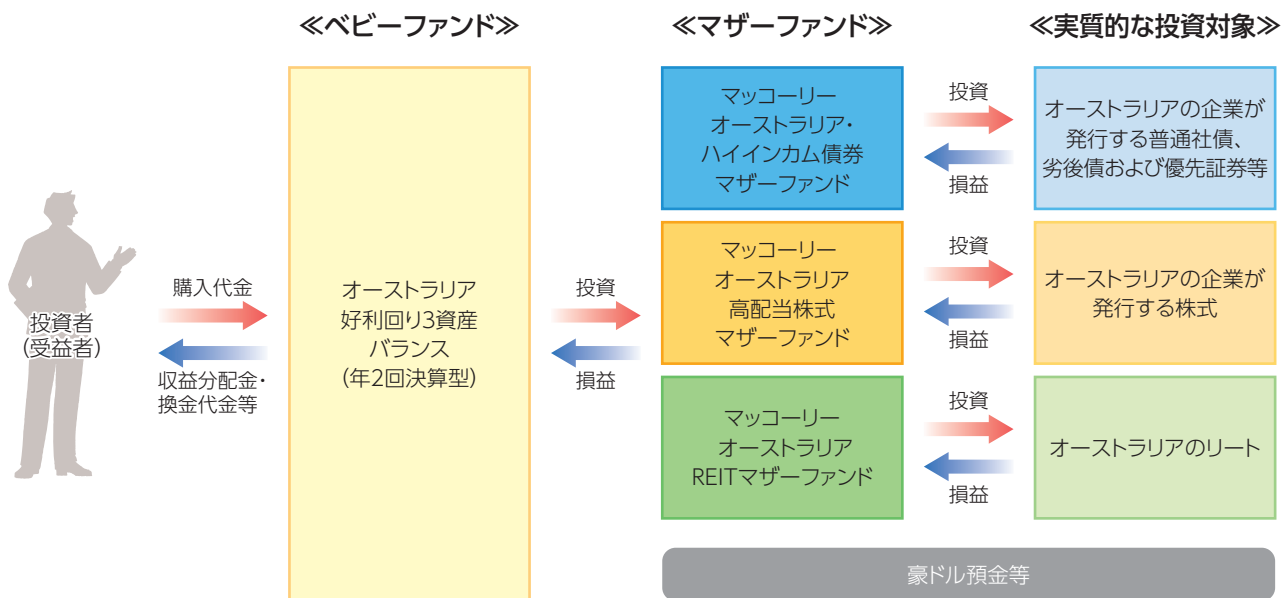 ≪ベビーファンド≫
≪マザーファンド≫
≪実質的な投資対象≫
投資者
(受益者)
購入代金
収益分配金・
換金代金等
オーストラリア
好利回り3資産
バランス
(年2回決算型)
投資
損益
マッコーリー
オーストラリア・
ハイインカム債券
マザーファンド
投資
損益
オーストラリアの企業が
発行する普通社債、
劣後債および優先証券等
マッコーリー
オーストラリア
高配当株式
マザーファンド
投資
損益
オーストラリアの企業が
発行する株式
マッコーリー
オーストラリア
REITマザーファンド
投資
損益
オーストラリアのリート
豪ドル預金等